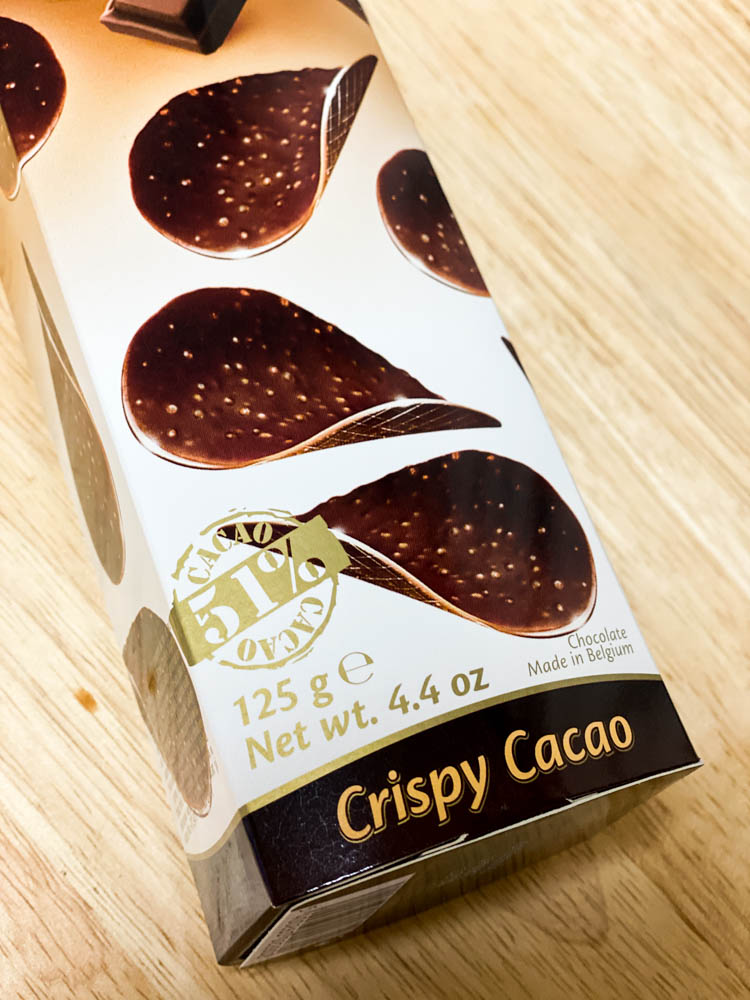 CACAO
51%
CACAO
125 g ℮
Net wt. 4.4 oz
Chocolate
Made in Belgium
Crispy Cacao